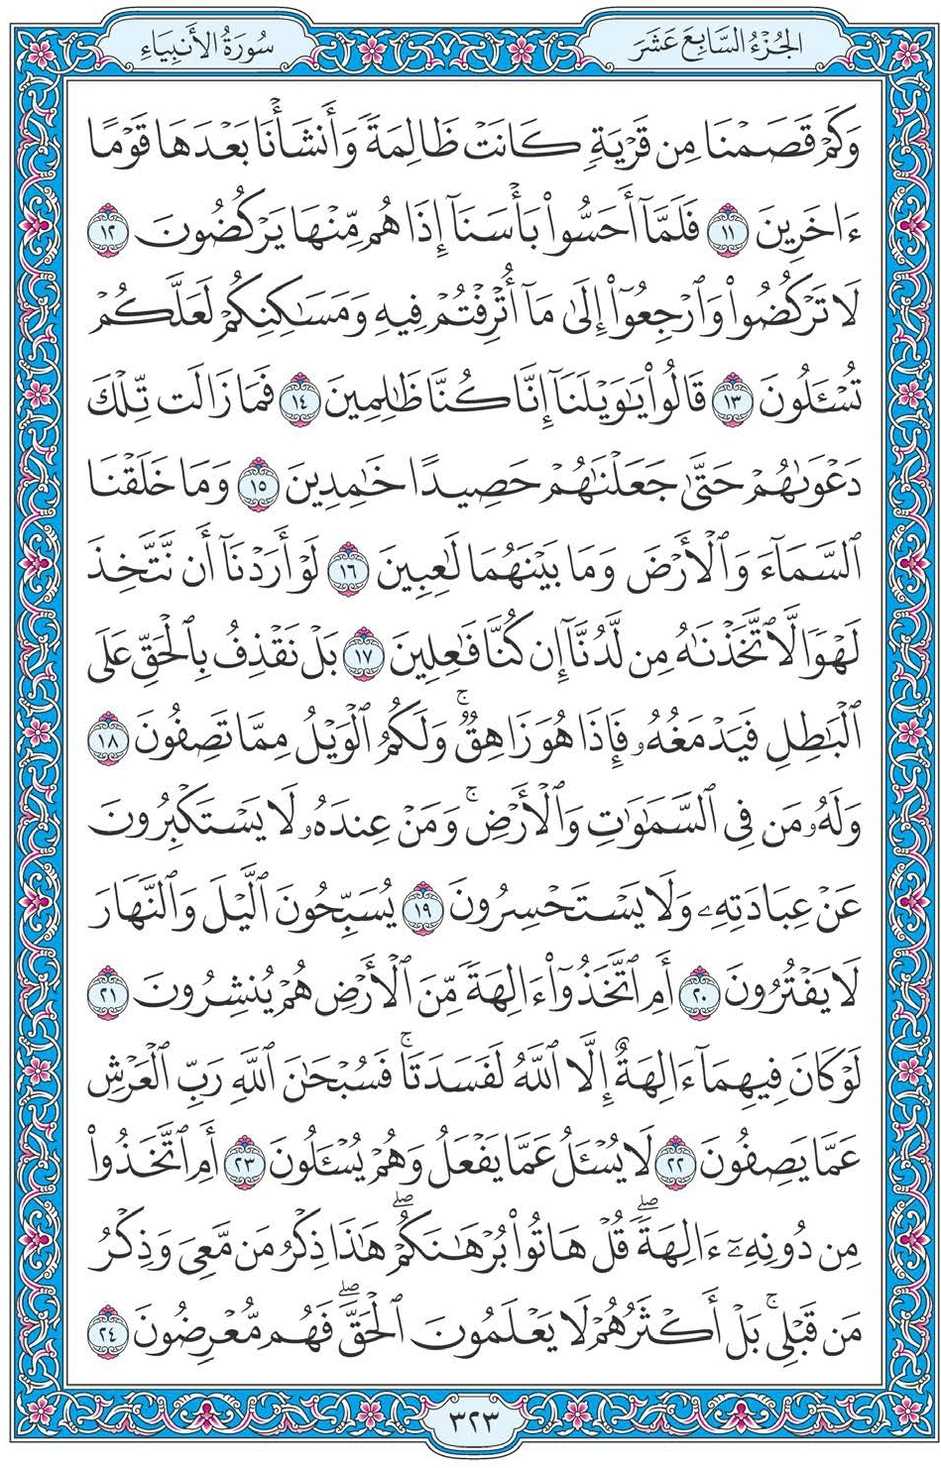 الجُزْءُ السَّابِعَ عَشَرَ
سُورَةُ الأَنبِيَاءِ
وَكَمْ قَصَمْنَا مِن قَرْيَةٍ كَانَتْ ظَالِمَةً وَأَنشَأْنَا بَعْدَهَا قَوْمًا
ءَاخَرِينَ ١١ فَلَمَّآ أَحَسُّوا۟ بَأْسَنَآ إِذَا هُم مِّنْهَا يَرْكُضُونَ ١٢
لَا تَرْكُضُوا۟ وَٱرْجِعُوٓا۟ إِلَىٰ مَآ أُتْرِفْتُمْ فِيهِ وَمَسَٰكِنِكُمْ لَعَلَّكُمْ
تُسْـَٔلُونَ ١٣ قَالُوا۟ يَٰوَيْلَنَآ إِنَّا كُنَّا ظَٰلِمِينَ ١٤ فَمَا زَالَت تِّلْكَ
دَعْوَىٰهُمْ حَتَّىٰ جَعَلْنَٰهُمْ حَصِيدًا خَٰمِدِينَ ١٥ وَمَا خَلَقْنَا
ٱلسَّمَآءَ وَٱلْأَرْضَ وَمَا بَيْنَهُمَا لَٰعِبِينَ ١٦ لَوْ أَرَدْنَآ أَن نَّتَّخِذَ
لَهْوًا لَّٱتَّخَذْنَٰهُ مِن لَّدُنَّآ إِن كُنَّا فَٰعِلِينَ ١٧ بَلْ نَقْذِفُ بِٱلْحَقِّ عَلَى
ٱلْبَٰطِلِ فَيَدْمَغُهُۥ فَإِذَا هُوَ زَاهِقٌ ۚ وَلَكُمُ ٱلْوَيْلُ مِمَّا تَصِفُونَ ١٨
وَلَهُۥ مَن فِى ٱلسَّمَٰوَٰتِ وَٱلْأَرْضِ ۚ وَمَنْ عِندَهُۥ لَا يَسْتَكْبِرُونَ
عَنْ عِبَادَتِهِۦ وَلَا يَسْتَحْسِرُونَ ١٩ يُسَبِّحُونَ ٱلَّيْلَ وَٱلنَّهَارَ
لَا يَفْتُرُونَ ٢٠ أَمِ ٱتَّخَذُوٓا۟ ءَالِهَةً مِّنَ ٱلْأَرْضِ هُمْ يُنشِرُونَ ٢١
لَوْ كَانَ فِيهِمَآ ءَالِهَةٌ إِلَّا ٱللَّهُ لَفَسَدَتَا ۚ فَسُبْحَٰنَ ٱللَّهِ رَبِّ ٱلْعَرْشِ
عَمَّا يَصِفُونَ ٢٢ لَا يُسْـَٔلُ عَمَّا يَفْعَلُ وَهُمْ يُسْـَٔلُونَ ٢٣ أَمِ ٱتَّخَذُوا۟
مِن دُونِهِۦٓ ءَالِهَةً ۖ قُلْ هَاتُوا۟ بُرْهَٰنَكُمْ ۖ هَٰذَا ذِكْرُ مَن مَّعِىَ وَذِكْرُ
مَن قَبْلِى ۚ بَلْ أَكْثَرُهُمْ لَا يَعْلَمُونَ ٱلْحَقَّ ۖ فَهُم مُّعْرِضُونَ ٢٤
٣٢٣